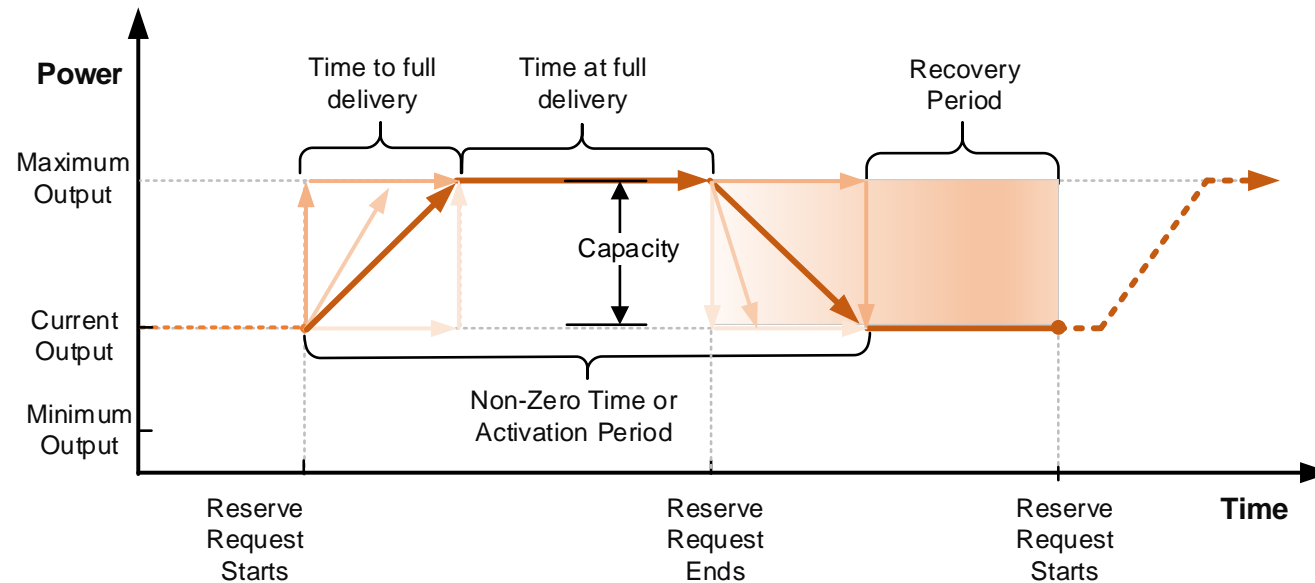 Power
Time to full
delivery
Time at full
delivery
Recovery
Period
Maximum
Output
Capacity
Current
Output
Non-Zero Time or
Activation Period
Minimum
Output
Reserve
Request
Starts
Reserve
Request
Ends
Reserve
Request
Starts
Time